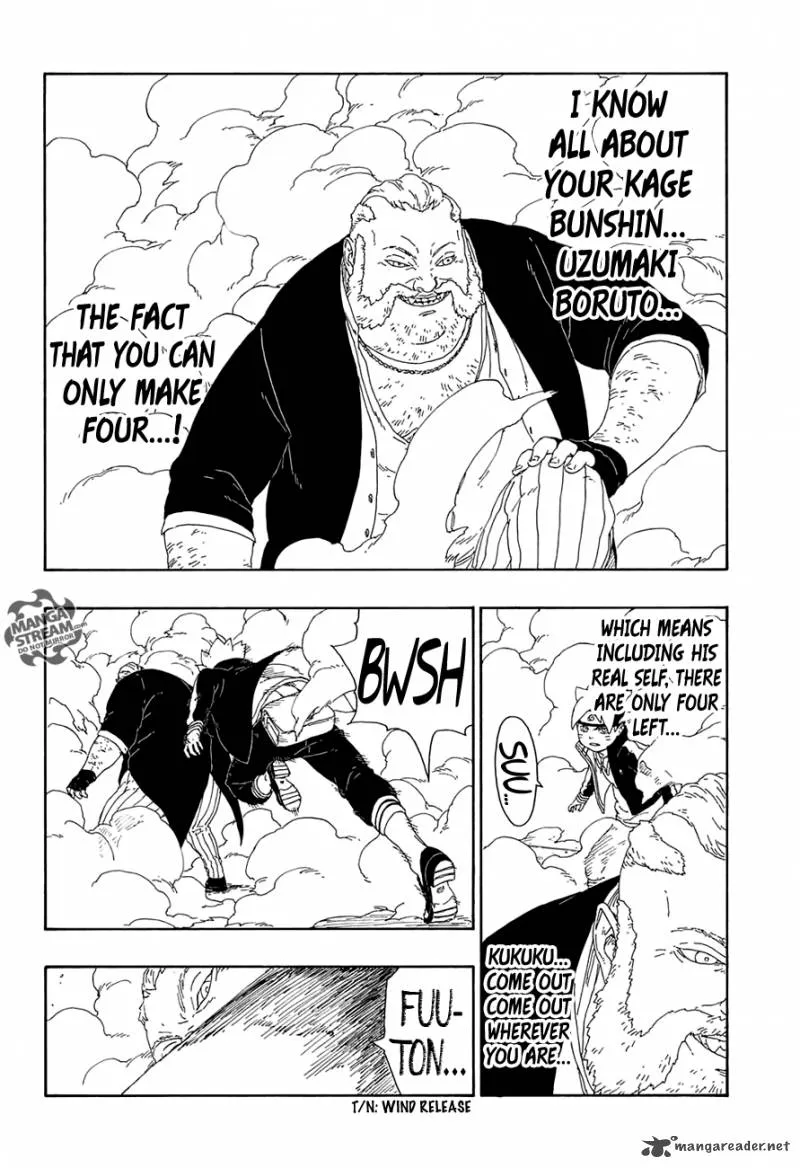 I KNOW
ALL ABOUT
YOUR KAGE
BUNSHIN...
UZUMAKI
BORUTO...
THE FACT
THAT YOU CAN
ONLY MAKE
FOUR...!
WHICH MEANS
INCLUDING HIS
REAL SELF, THERE
ARE ONLY FOUR
LEFT...
SUU...
KUKUKU...
COME OUT
COME OUT
WHEREVER
YOU ARE...
BWSH
MANGA
STREAM.com
DO NOT MIRROR
FUU-
TON...
T/N: WIND RELEASE
mangareader.net